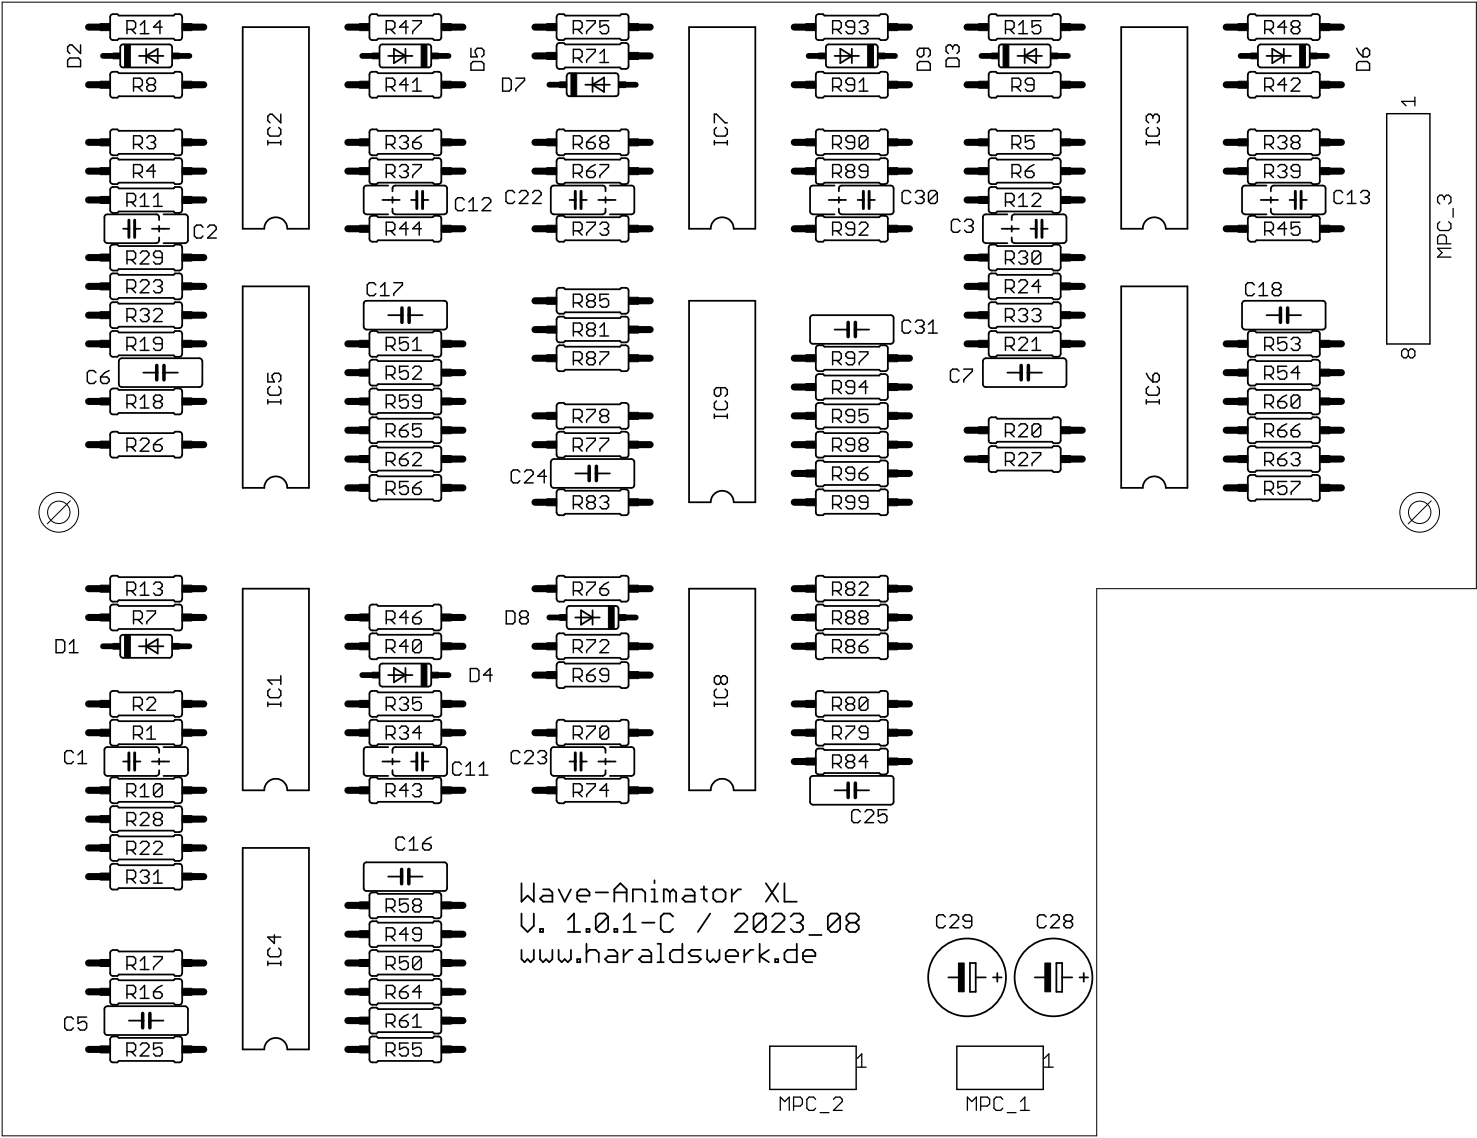 R14
D2
R8
R3
R4
R11
C2
R29
R23
R32
R19
C6
R18
R26
IC2
IC5
R47
D5
R41
R36
R37
C12
R44
C17
R51
R52
R59
R65
R62
R56
R75
R71
D7
R68
R67
C22
R73
R85
R81
R87
R78
R77
C24
R83
IC7
IC9
R93
D9
R91
R90
R89
C30
R92
C31
R97
R94
R95
R98
R96
R99
R15
D3
R9
R5
R6
R12
C3
R30
R24
R33
R21
C7
R20
R27
IC3
IC6
R48
D6
R42
R38
R39
C13
R45
C18
R53
R54
R60
R66
R63
R57
1
MPC_3
8
R13
R7
D1
R2
R1
C1
R10
R28
R22
R31
R17
R16
C5
R25
IC1
IC4
R46
R40
D4
R35
R34
C11
R43
C16
R58
R49
R50
R64
R61
R55
R76
D8
R72
R69
R70
C23
R74
IC8
R82
R88
R86
R80
R79
R84
C25
Wave-Animator XL
V. 1.0.1-C / 2023_08
www.haraldswerk.de
C29
C28
+
+
1
MPC_2
1
MPC_1